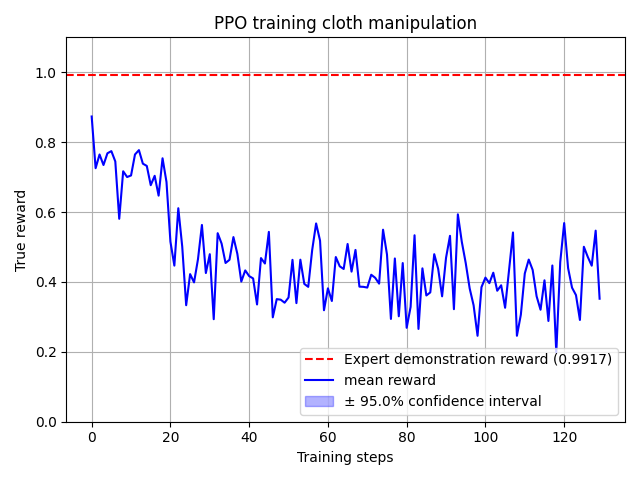 PPO training cloth manipulation
True reward
1.0
0.8
0.6
0.4
0.2
0.0
Expert demonstration reward (0.9917)
mean reward
± 95.0% confidence interval
0 20 40 60 80 100 120
Training steps